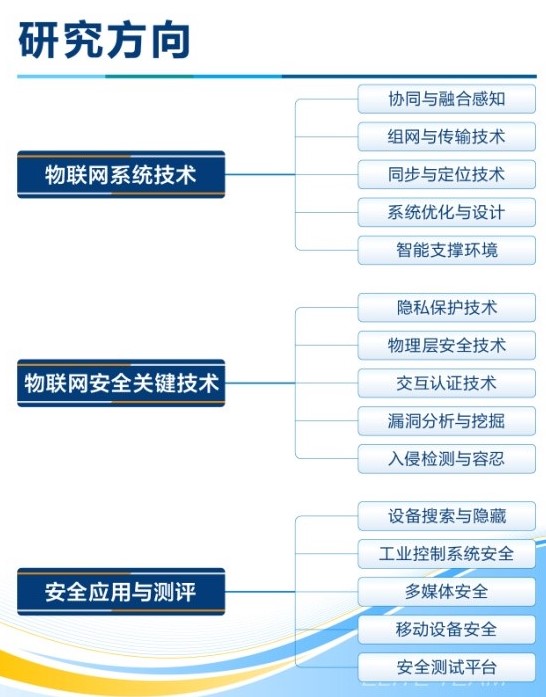 研究方向
物联网系统技术
协同与融合感知
组网与传输技术
同步与定位技术
系统优化与设计
智能支撑环境
物联网安全关键技术
隐私保护技术
物理层安全技术
交互认证技术
漏洞分析与挖掘
入侵检测与容忍
安全应用与测评
设备搜索与隐藏
工业控制系统安全
多媒体安全
移动设备安全
安全测试平台